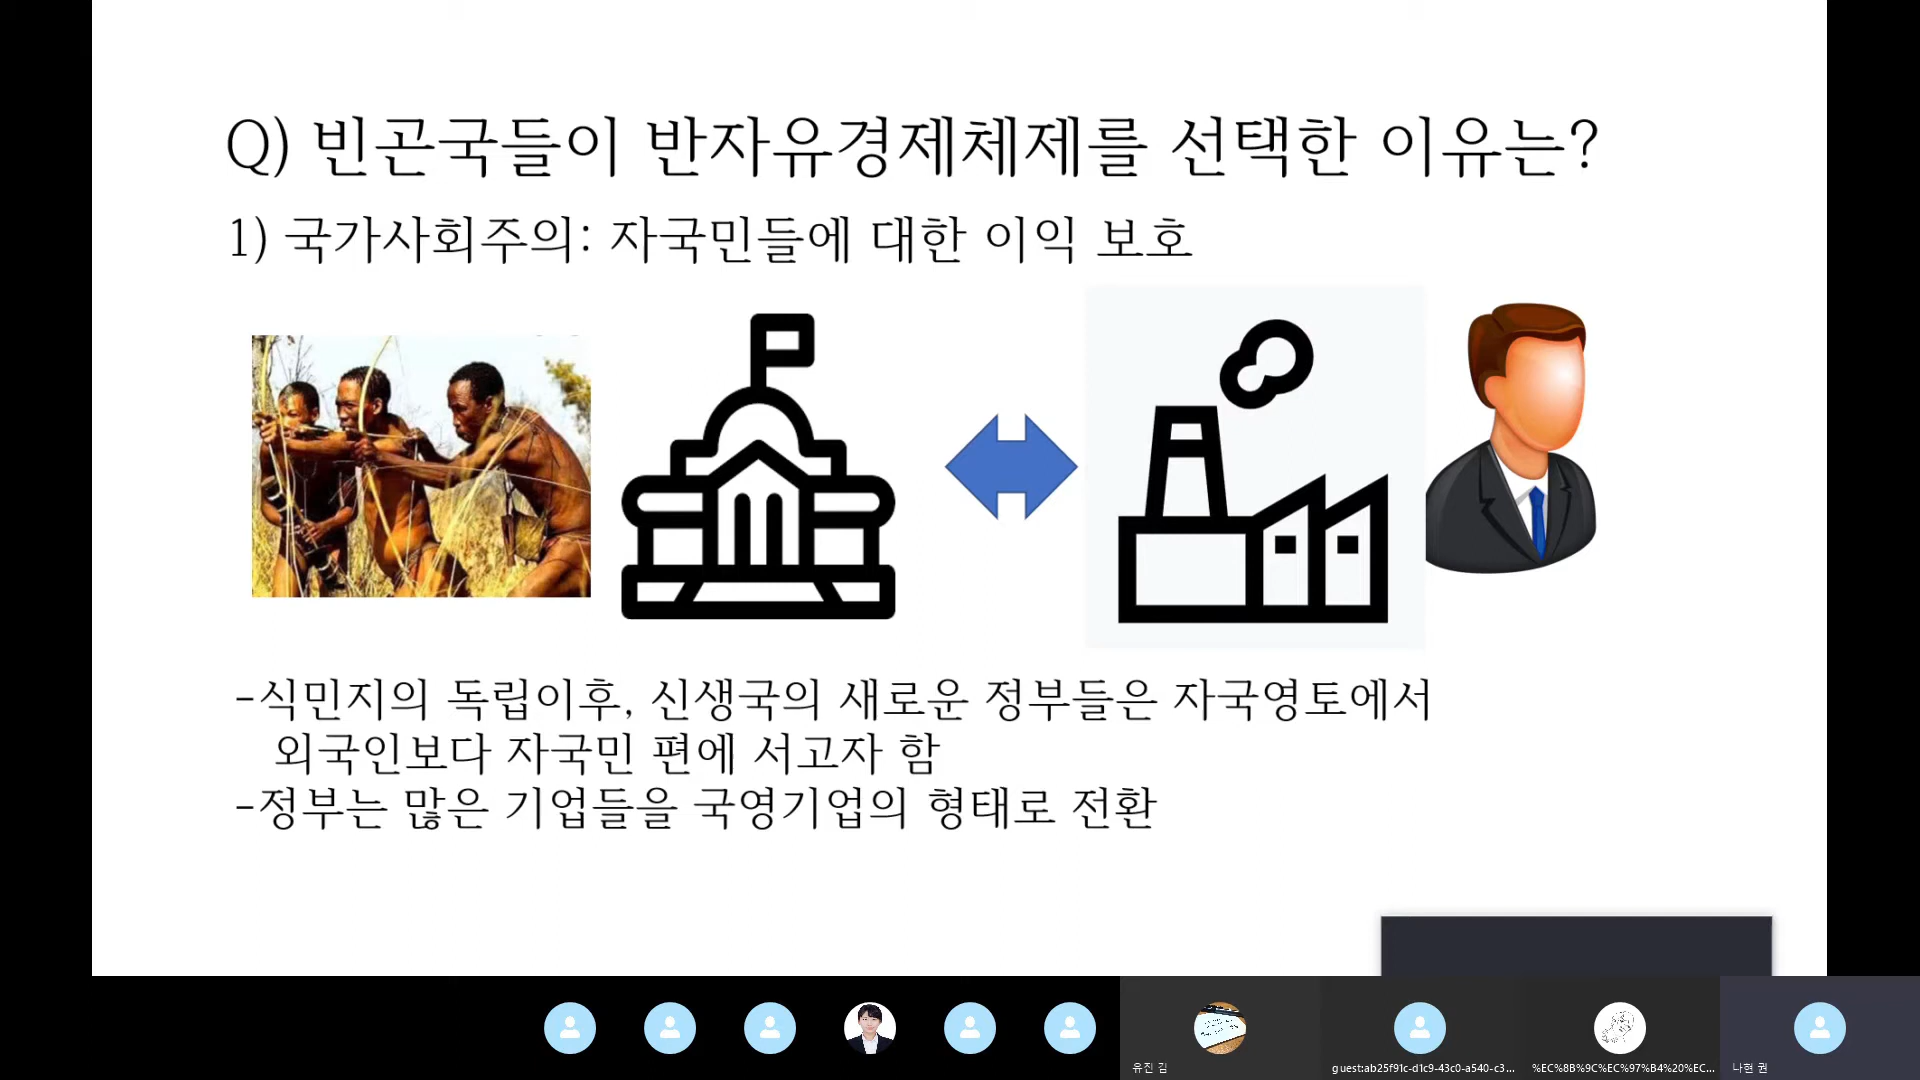 Q) 빈곤국들이 반자유경제체제를 선택한 이유는?
1) 국가사회주의: 자국민들에 대한 이익 보호
-식민지의 독립이후, 신생국의 새로운 정부들은 자국영토에서
외국인보다 자국민 편에 서고자 함
-정부는 많은 기업들을 국영기업의 형태로 전환
유진 김
guest:ab25f91c-d1c9-43c0-a540-c3...
%EC%8B%9C%EC%97%B4%20%EC...
나현 권